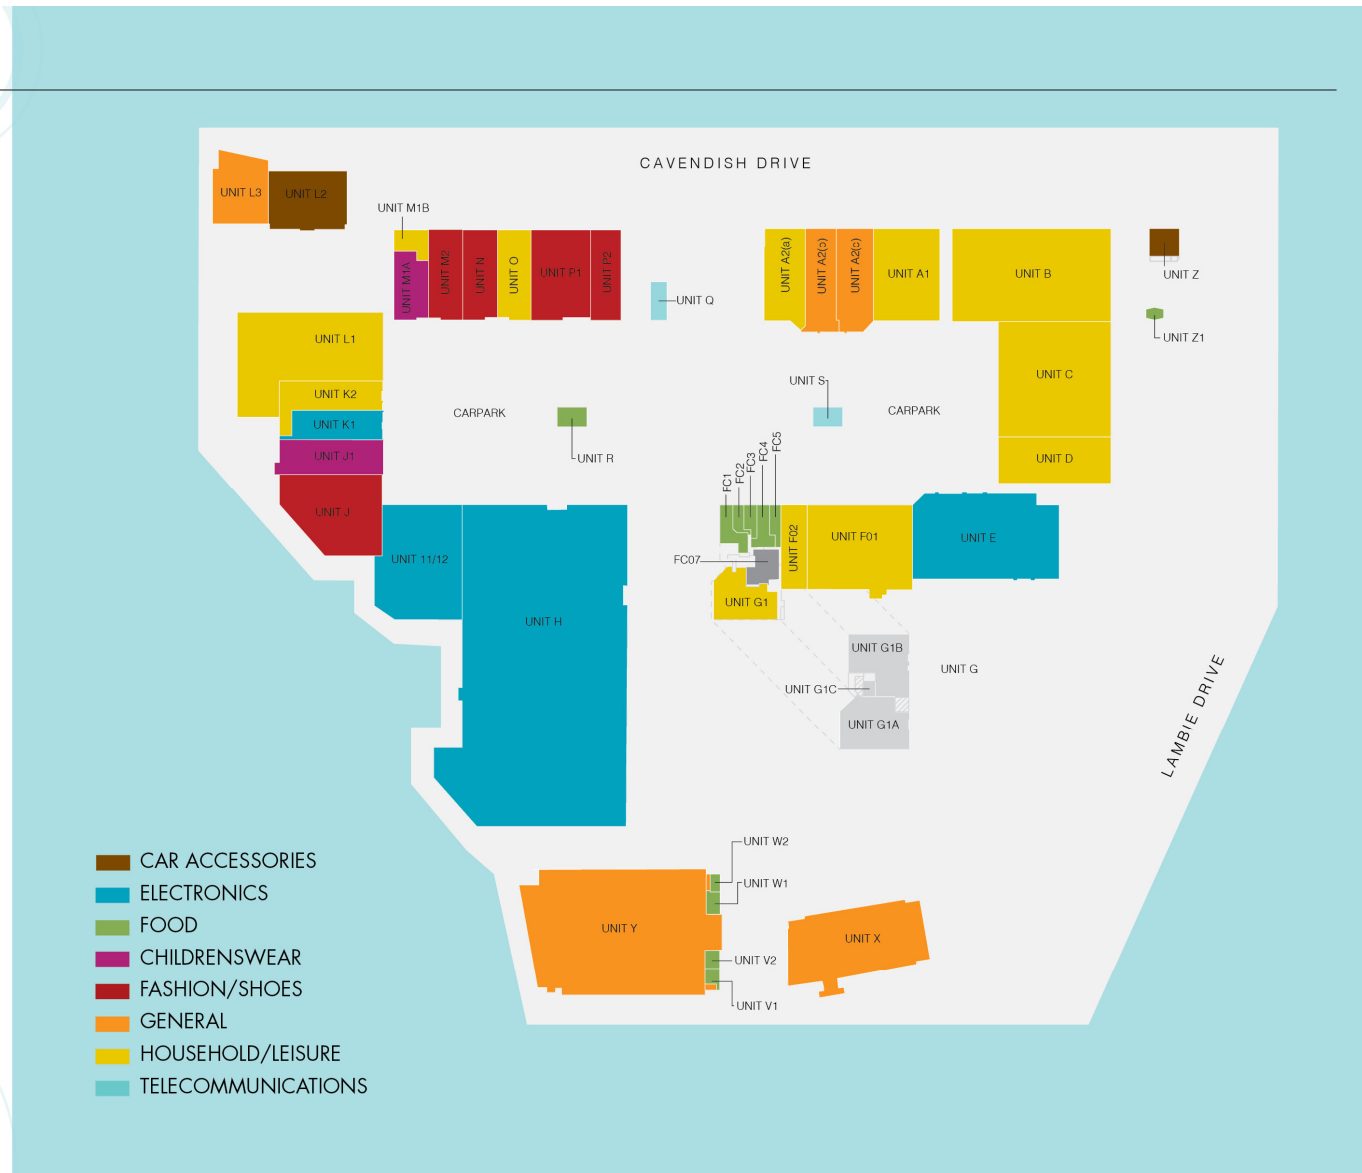 CAVENDISH DRIVE
UNIT L3
UNIT L2
UNIT M1B
UNIT M1A
UNIT M2
UNIT N
UNIT O
UNIT P1
UNIT P2
UNIT Q
UNIT A2(a)
UNIT A2(b)
UNIT A2(c)
UNIT A1
UNIT B
UNIT Z
UNIT Z1
UNIT L1
UNIT K2
UNIT K1
UNIT J1
UNIT J
CARPARK
UNIT R
UNIT S
CARPARK
UNIT C
UNIT D
FC1
FC2
FC3
FC4
FC5
UNIT 11/12
UNIT H
FC07
UNIT F02
UNIT F01
UNIT E
UNIT G1
UNIT G1B
UNIT G
UNIT G1C
UNIT G1A
LAMBIE DRIVE
UNIT W2
UNIT W1
UNIT Y
UNIT X
UNIT V2
UNIT V1
CAR ACCESSORIES
ELECTRONICS
FOOD
CHILDRENSWEAR
FASHION/SHOES
GENERAL
HOUSEHOLD/LEISURE
TELECOMMUNICATIONS